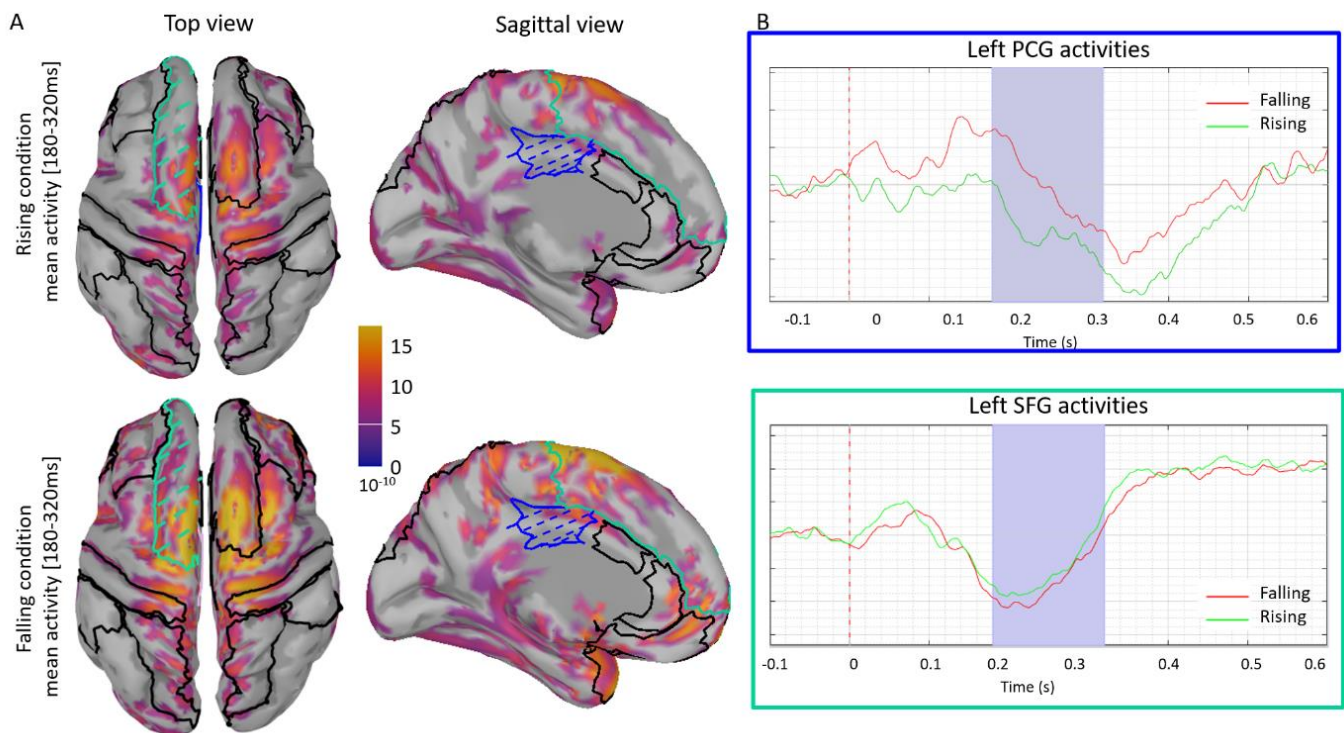 A
Top view
Sagittal view
Rising condition
mean activity [180-320ms]
Falling condition
mean activity [180-320ms]
15
10
5
0
10⁻¹⁰
B
Left PCG activities
Falling
Rising
-0.1 0 0.1 0.2 0.3 0.4 0.5 0.6
Time (s)
Left SFG activities
Falling
Rising
-0.1 0 0.1 0.2 0.3 0.4 0.5 0.6
Time (s)